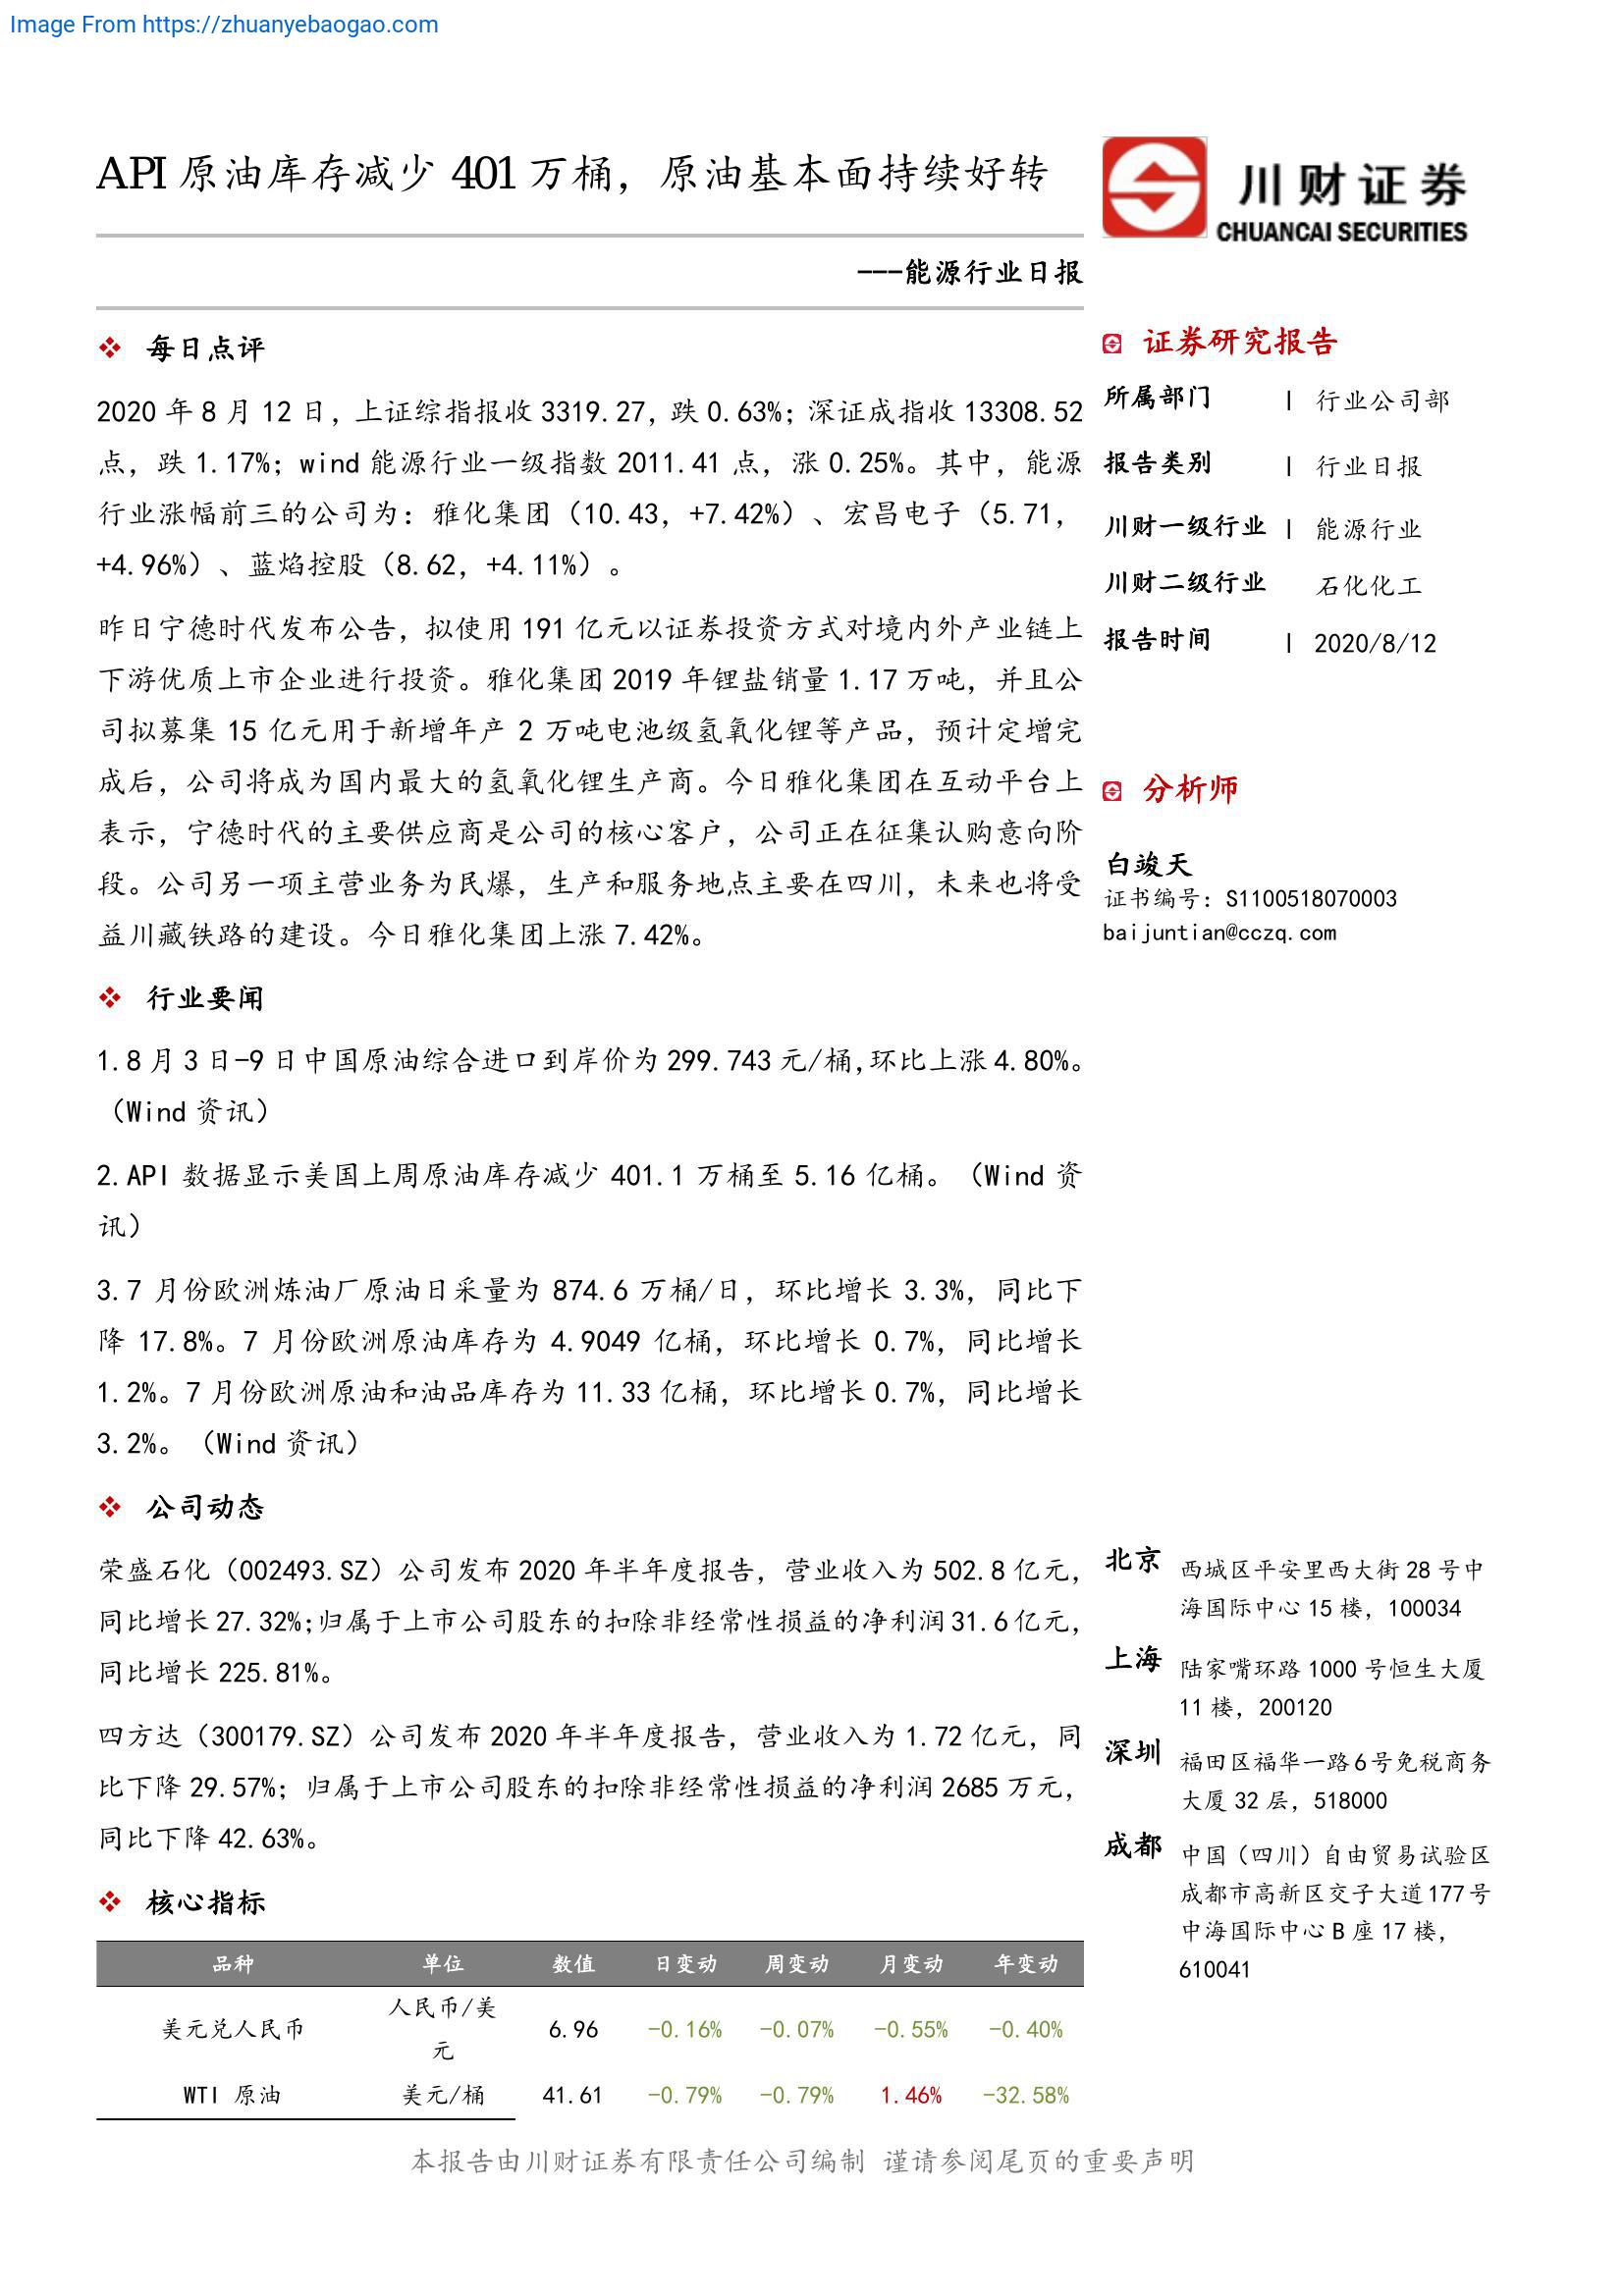 Image From https://zhuanyebaogao.com
API 原油库存减少 401 万桶，原油基本面持续好转
---能源行业日报
❖ 每日点评
2020 年 8 月 12 日，上证综指报收 3319.27，跌 0.63%；深证成指收 13308.52
点，跌 1.17%；wind 能源行业一级指数 2011.41 点，涨 0.25%。其中，能源
行业涨幅前三的公司为：雅化集团（10.43，+7.42%）、宏昌电子（5.71，
+4.96%）、蓝焰控股（8.62，+4.11%）。
昨日宁德时代发布公告，拟使用 191 亿元以证券投资方式对境内外产业链上
下游优质上市企业进行投资。雅化集团 2019 年锂盐销量 1.17 万吨，并且公
司拟募集 15 亿元用于新增年产 2 万吨电池级氢氧化锂等产品，预计定增完
成后，公司将成为国内最大的氢氧化锂生产商。今日雅化集团在互动平台上
表示，宁德时代的主要供应商是公司的核心客户，公司正在征集认购意向阶
段。公司另一项主营业务为民爆，生产和服务地点主要在四川，未来也将受
益川藏铁路的建设。今日雅化集团上涨 7.42%。
❖ 行业要闻
1.8 月 3 日-9 日中国原油综合进口到岸价为 299.743 元/桶,环比上涨 4.80%。
（Wind 资讯）
2.API 数据显示美国上周原油库存减少 401.1 万桶至 5.16 亿桶。（Wind 资
讯）
3.7 月份欧洲炼油厂原油日采量为 874.6 万桶/日，环比增长 3.3%，同比下
降 17.8%。7 月份欧洲原油库存为 4.9049 亿桶，环比增长 0.7%，同比增长
1.2%。7 月份欧洲原油和油品库存为 11.33 亿桶，环比增长 0.7%，同比增长
3.2%。（Wind 资讯）
❖ 公司动态
荣盛石化（002493.SZ）公司发布 2020 年半年度报告，营业收入为 502.8 亿元，
同比增长 27.32%;归属于上市公司股东的扣除非经常性损益的净利润 31.6 亿元，
同比增长 225.81%。
四方达（300179.SZ）公司发布 2020 年半年度报告，营业收入为 1.72 亿元，同
比下降 29.57%；归属于上市公司股东的扣除非经常性损益的净利润 2685 万元，
同比下降 42.63%。
❖ 核心指标
品种 单位 数值 日变动 周变动 月变动 年变动
美元兑人民币 人民币/美元 6.96 -0.16% -0.07% -0.55% -0.40%
WTI 原油 美元/桶 41.61 -0.79% -0.79% 1.46% -32.58%
川财证券
CHUANCAI SECURITIES
证券研究报告
所属部门 | 行业公司部
报告类别 | 行业日报
川财一级行业 | 能源行业
川财二级行业 石化化工
报告时间 | 2020/8/12
分析师
白竣天
证书编号：S1100518070003
baijuntian@cczq.com
北京 西城区平安里西大街 28 号中
海国际中心 15 楼，100034
上海 陆家嘴环路 1000 号恒生大厦
11 楼，200120
深圳 福田区福华一路 6 号免税商务
大厦 32 层，518000
成都 中国（四川）自由贸易试验区
成都市高新区交子大道 177 号
中海国际中心 B 座 17 楼，
610041
本报告由川财证券有限责任公司编制 谨请参阅尾页的重要声明